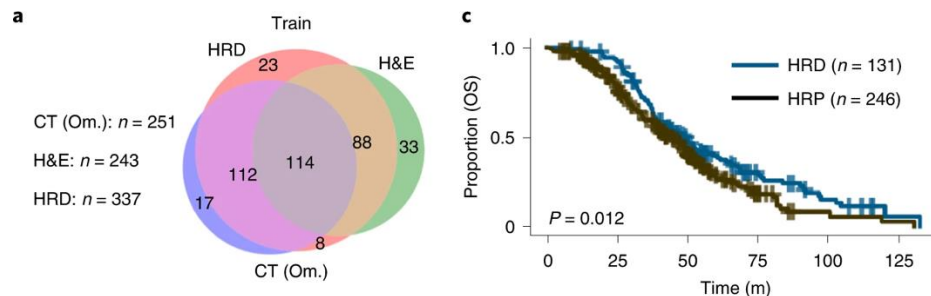 a
Train
HRD
H&E
23
CT (Om.): n = 251
H&E: n = 243
HRD: n = 337
88
33
112
114
17
8
CT (Om.)
c
Proportion (OS)
1.0
0.5
0
HRD (n = 131)
HRP (n = 246)
P = 0.012
0
25
50
75
100
125
Time (m)